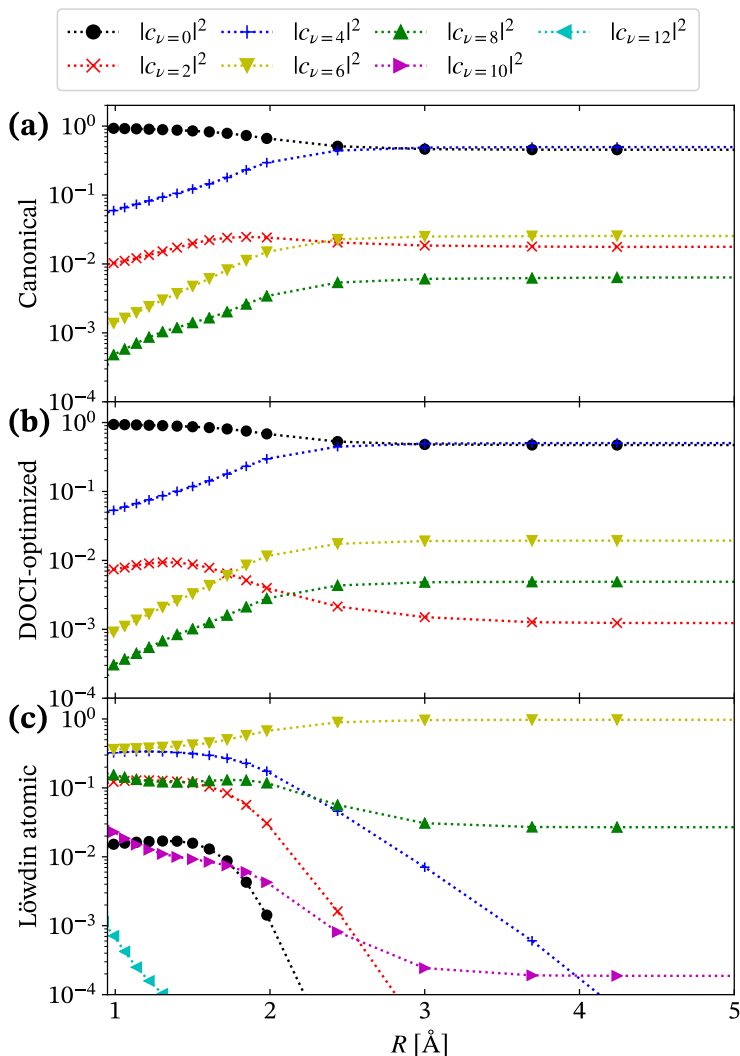 |c_{ν=0}|² |c_{ν=4}|² |c_{ν=8}|² |c_{ν=12}|²
|c_{ν=2}|² |c_{ν=6}|² |c_{ν=10}|²
(a)
Canonical
10⁰
10⁻¹
10⁻²
10⁻³
10⁻⁴
(b)
DOCI-optimized
10⁰
10⁻¹
10⁻²
10⁻³
10⁻⁴
(c)
Löwdin atomic
10⁰
10⁻¹
10⁻²
10⁻³
10⁻⁴
1 2 3 4 5
R [Å]